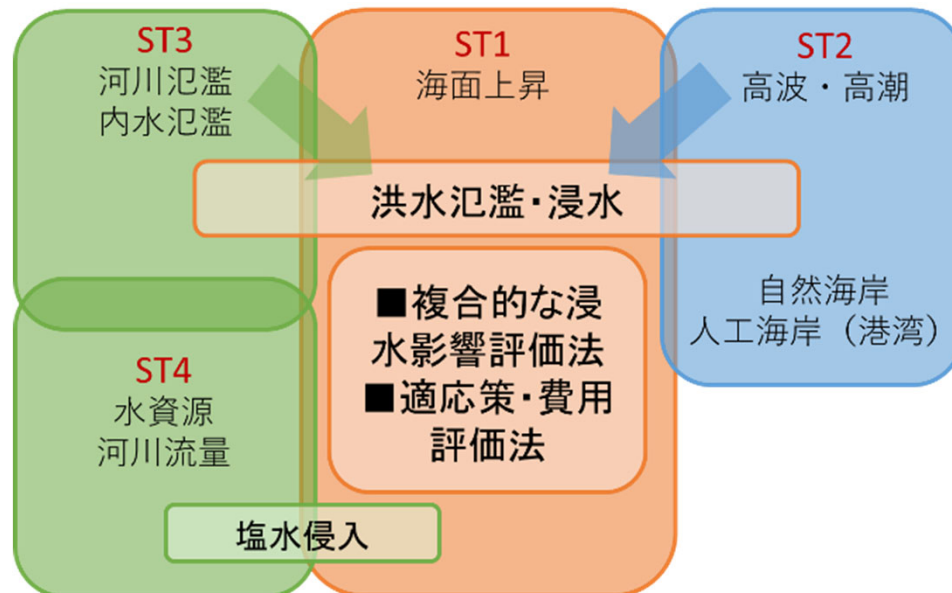 ST3
河川氾濫
内水氾濫
ST1
海面上昇
ST2
高波・高潮
洪水氾濫・浸水
自然海岸
人工海岸（港湾）
■複合的な浸
水影響評価法
■適応策・費用
評価法
ST4
水資源
河川流量
塩水侵入